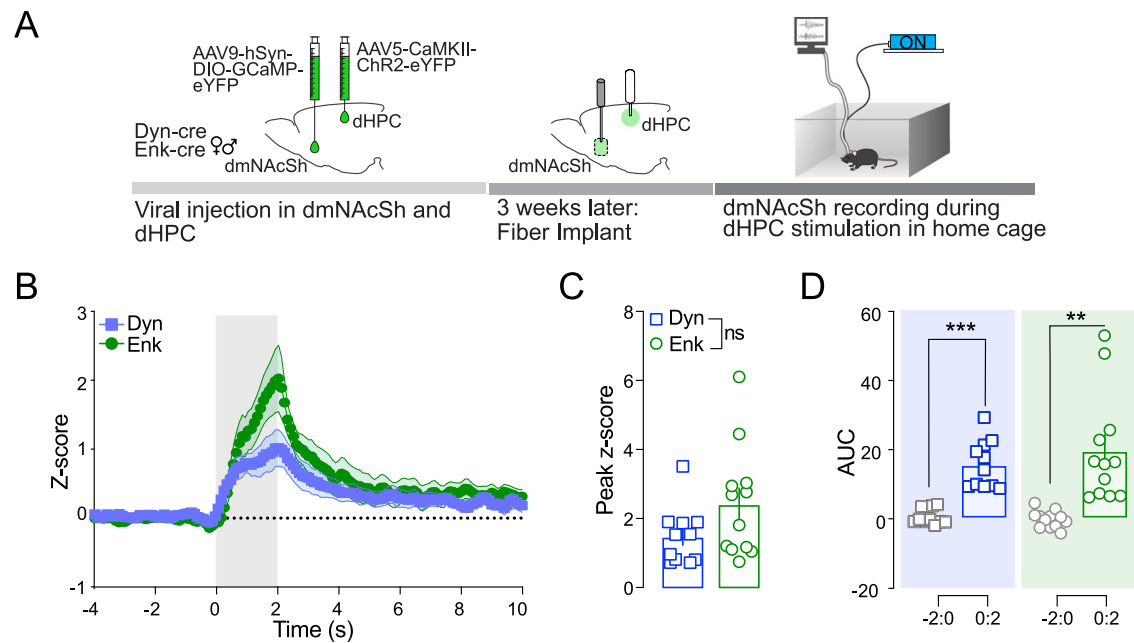 A
AAV9-hSyn-
DIO-GCaMP-
eYFP
AAV5-CaMKII-
ChR2-eYFP
dHPC
Dyn-cre
Enk-cre ♀♂
dmNAcSh
dHPC
dmNAcSh
ON
Viral injection in dmNAcSh and
dHPC
3 weeks later:
Fiber Implant
dmNAcSh recording during
dHPC stimulation in home cage
B
Dyn
Enk
Z-score
3
2
1
0
-1
-4 -2 0 2 4 6 8 10
Time (s)
C
Dyn
Enk
ns
Peak z-score
8
6
4
2
0
D
AUC
60
40
20
0
-20
***
**
-2:0 0:2 -2:0 0:2